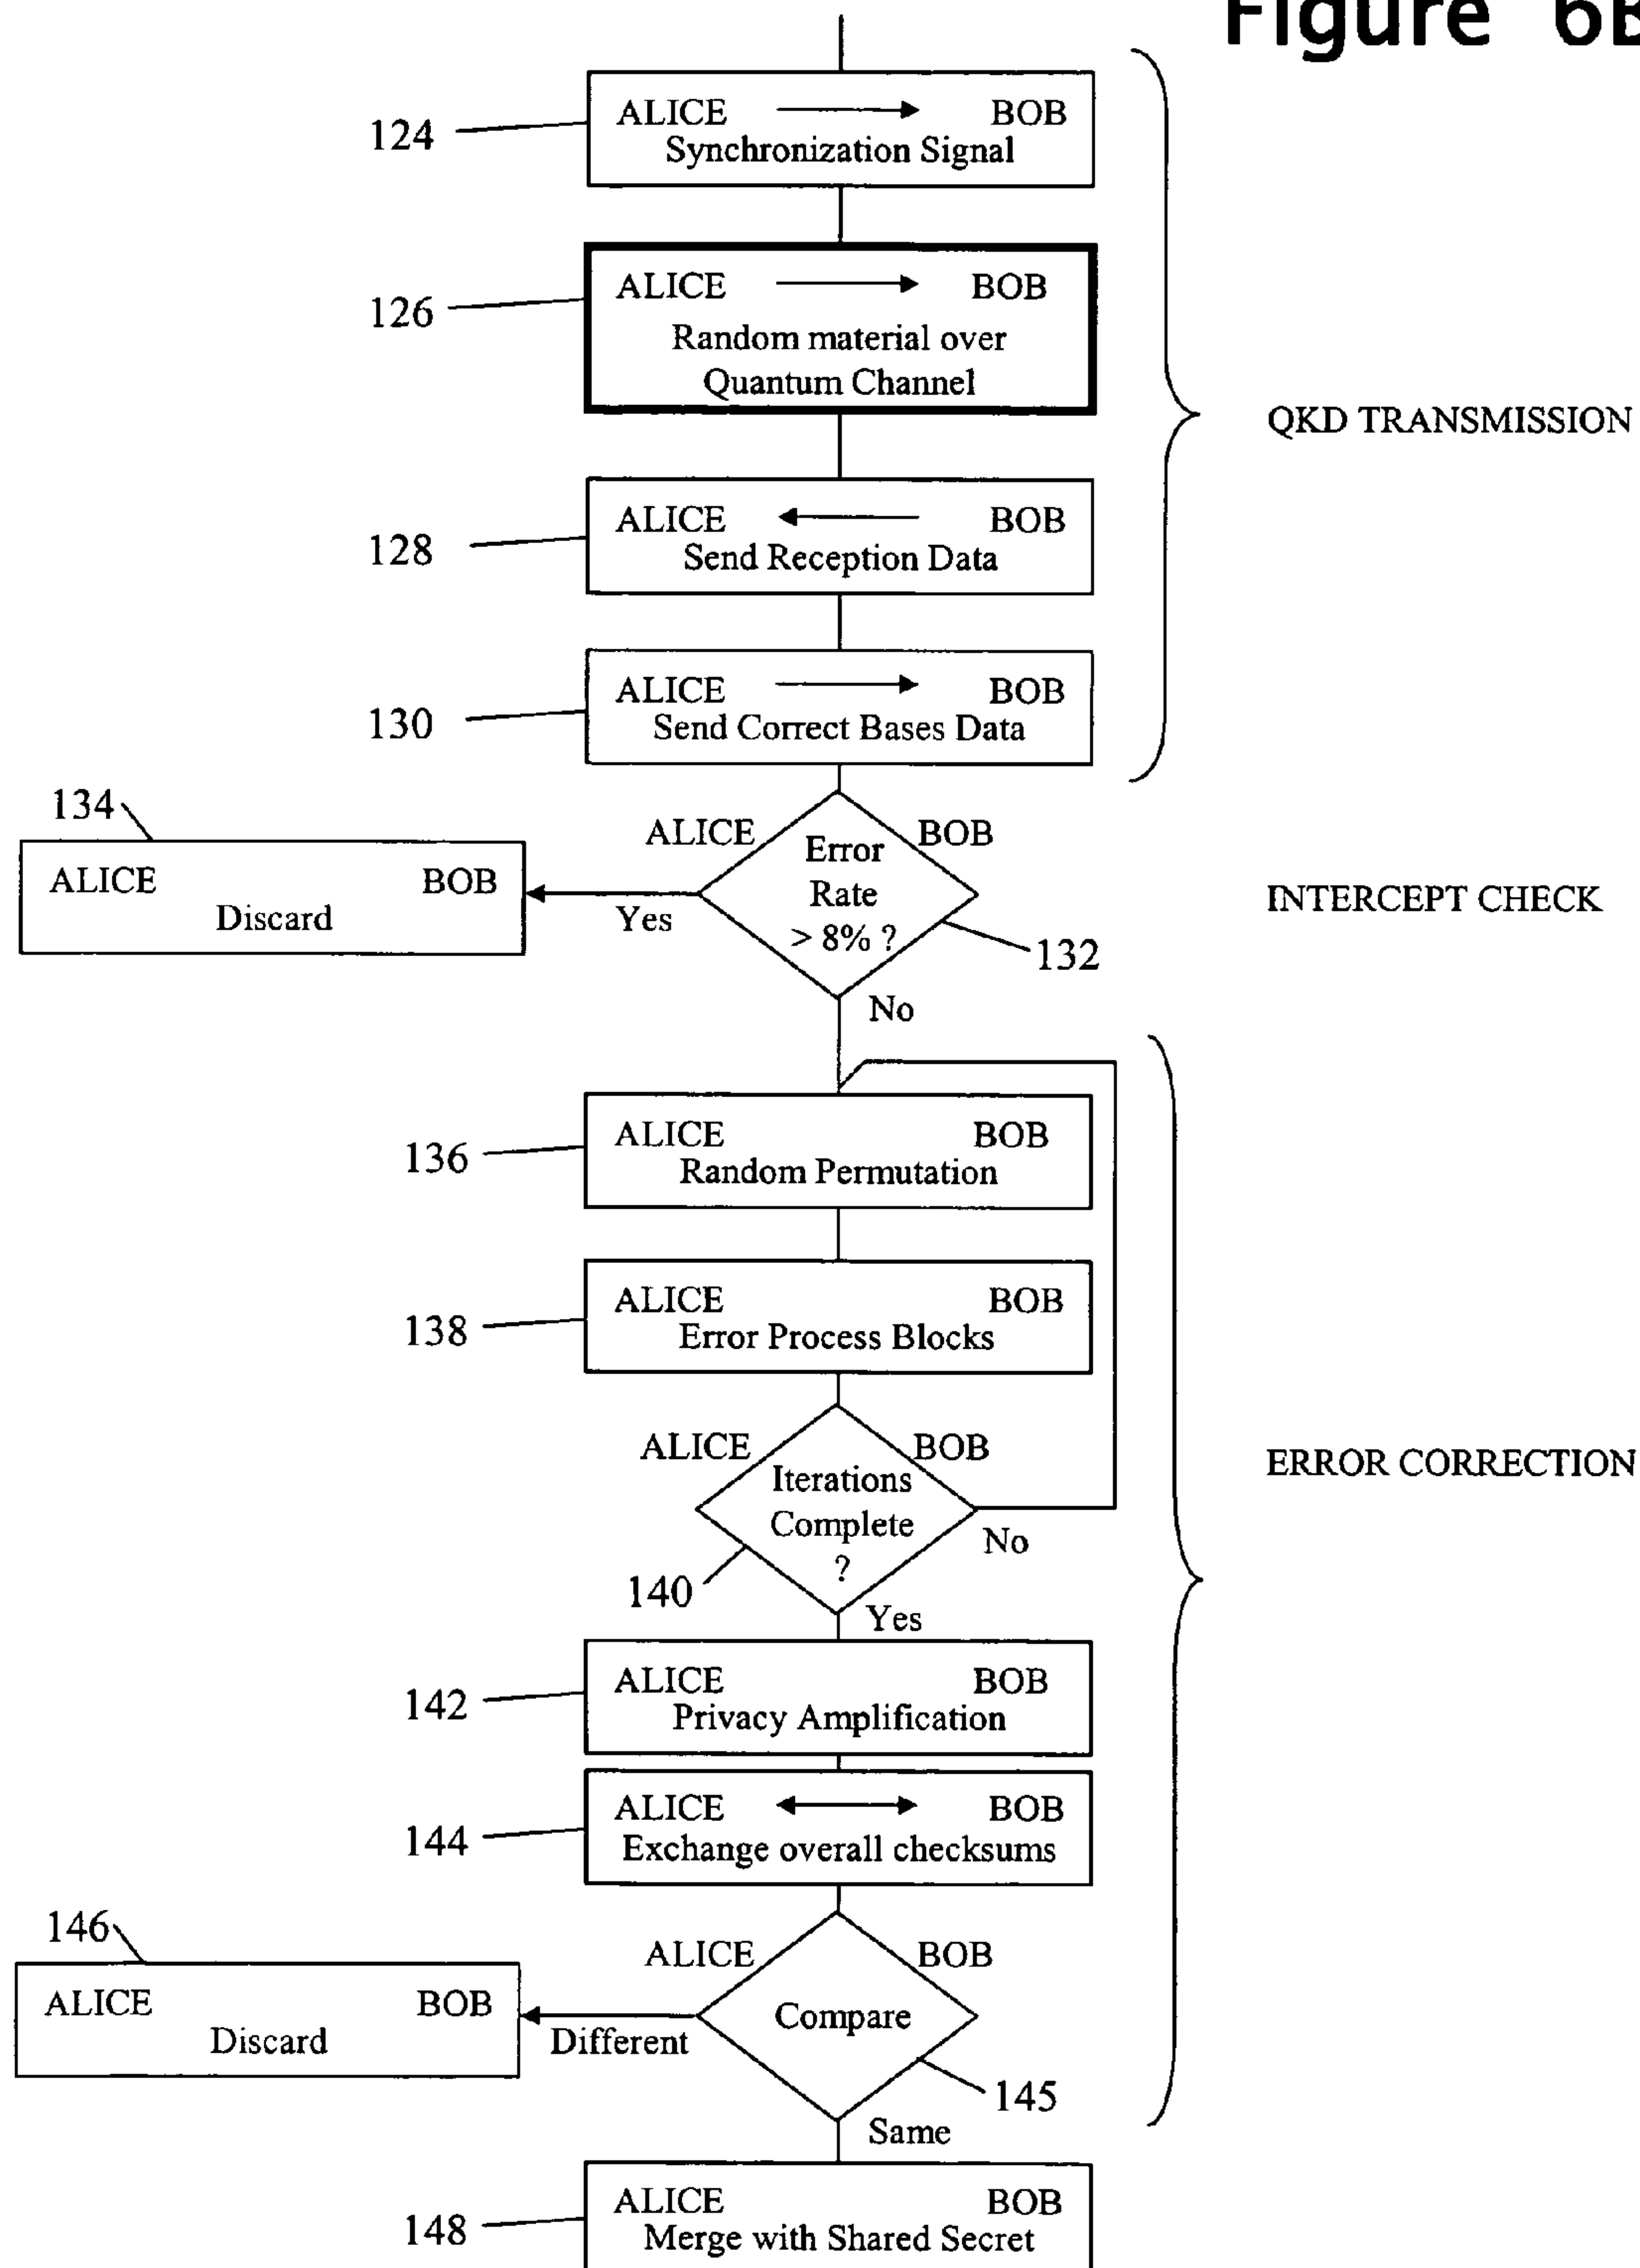 Figure 6B
124
ALICE BOB
Synchronization Signal
126
ALICE BOB
Random material over
Quantum Channel
QKD TRANSMISSION
128
ALICE BOB
Send Reception Data
130
ALICE BOB
Send Correct Bases Data
134
ALICE BOB
Discard
Yes
ALICE BOB
Error
Rate
> 8% ?
132
No
INTERCEPT CHECK
136
ALICE BOB
Random Permutation
138
ALICE BOB
Error Process Blocks
ALICE BOB
Iterations
Complete
?
140
No
Yes
ERROR CORRECTION
142
ALICE BOB
Privacy Amplification
144
ALICE BOB
Exchange overall checksums
146
ALICE BOB
Discard
Different
ALICE BOB
Compare
145
Same
148
ALICE BOB
Merge with Shared Secret